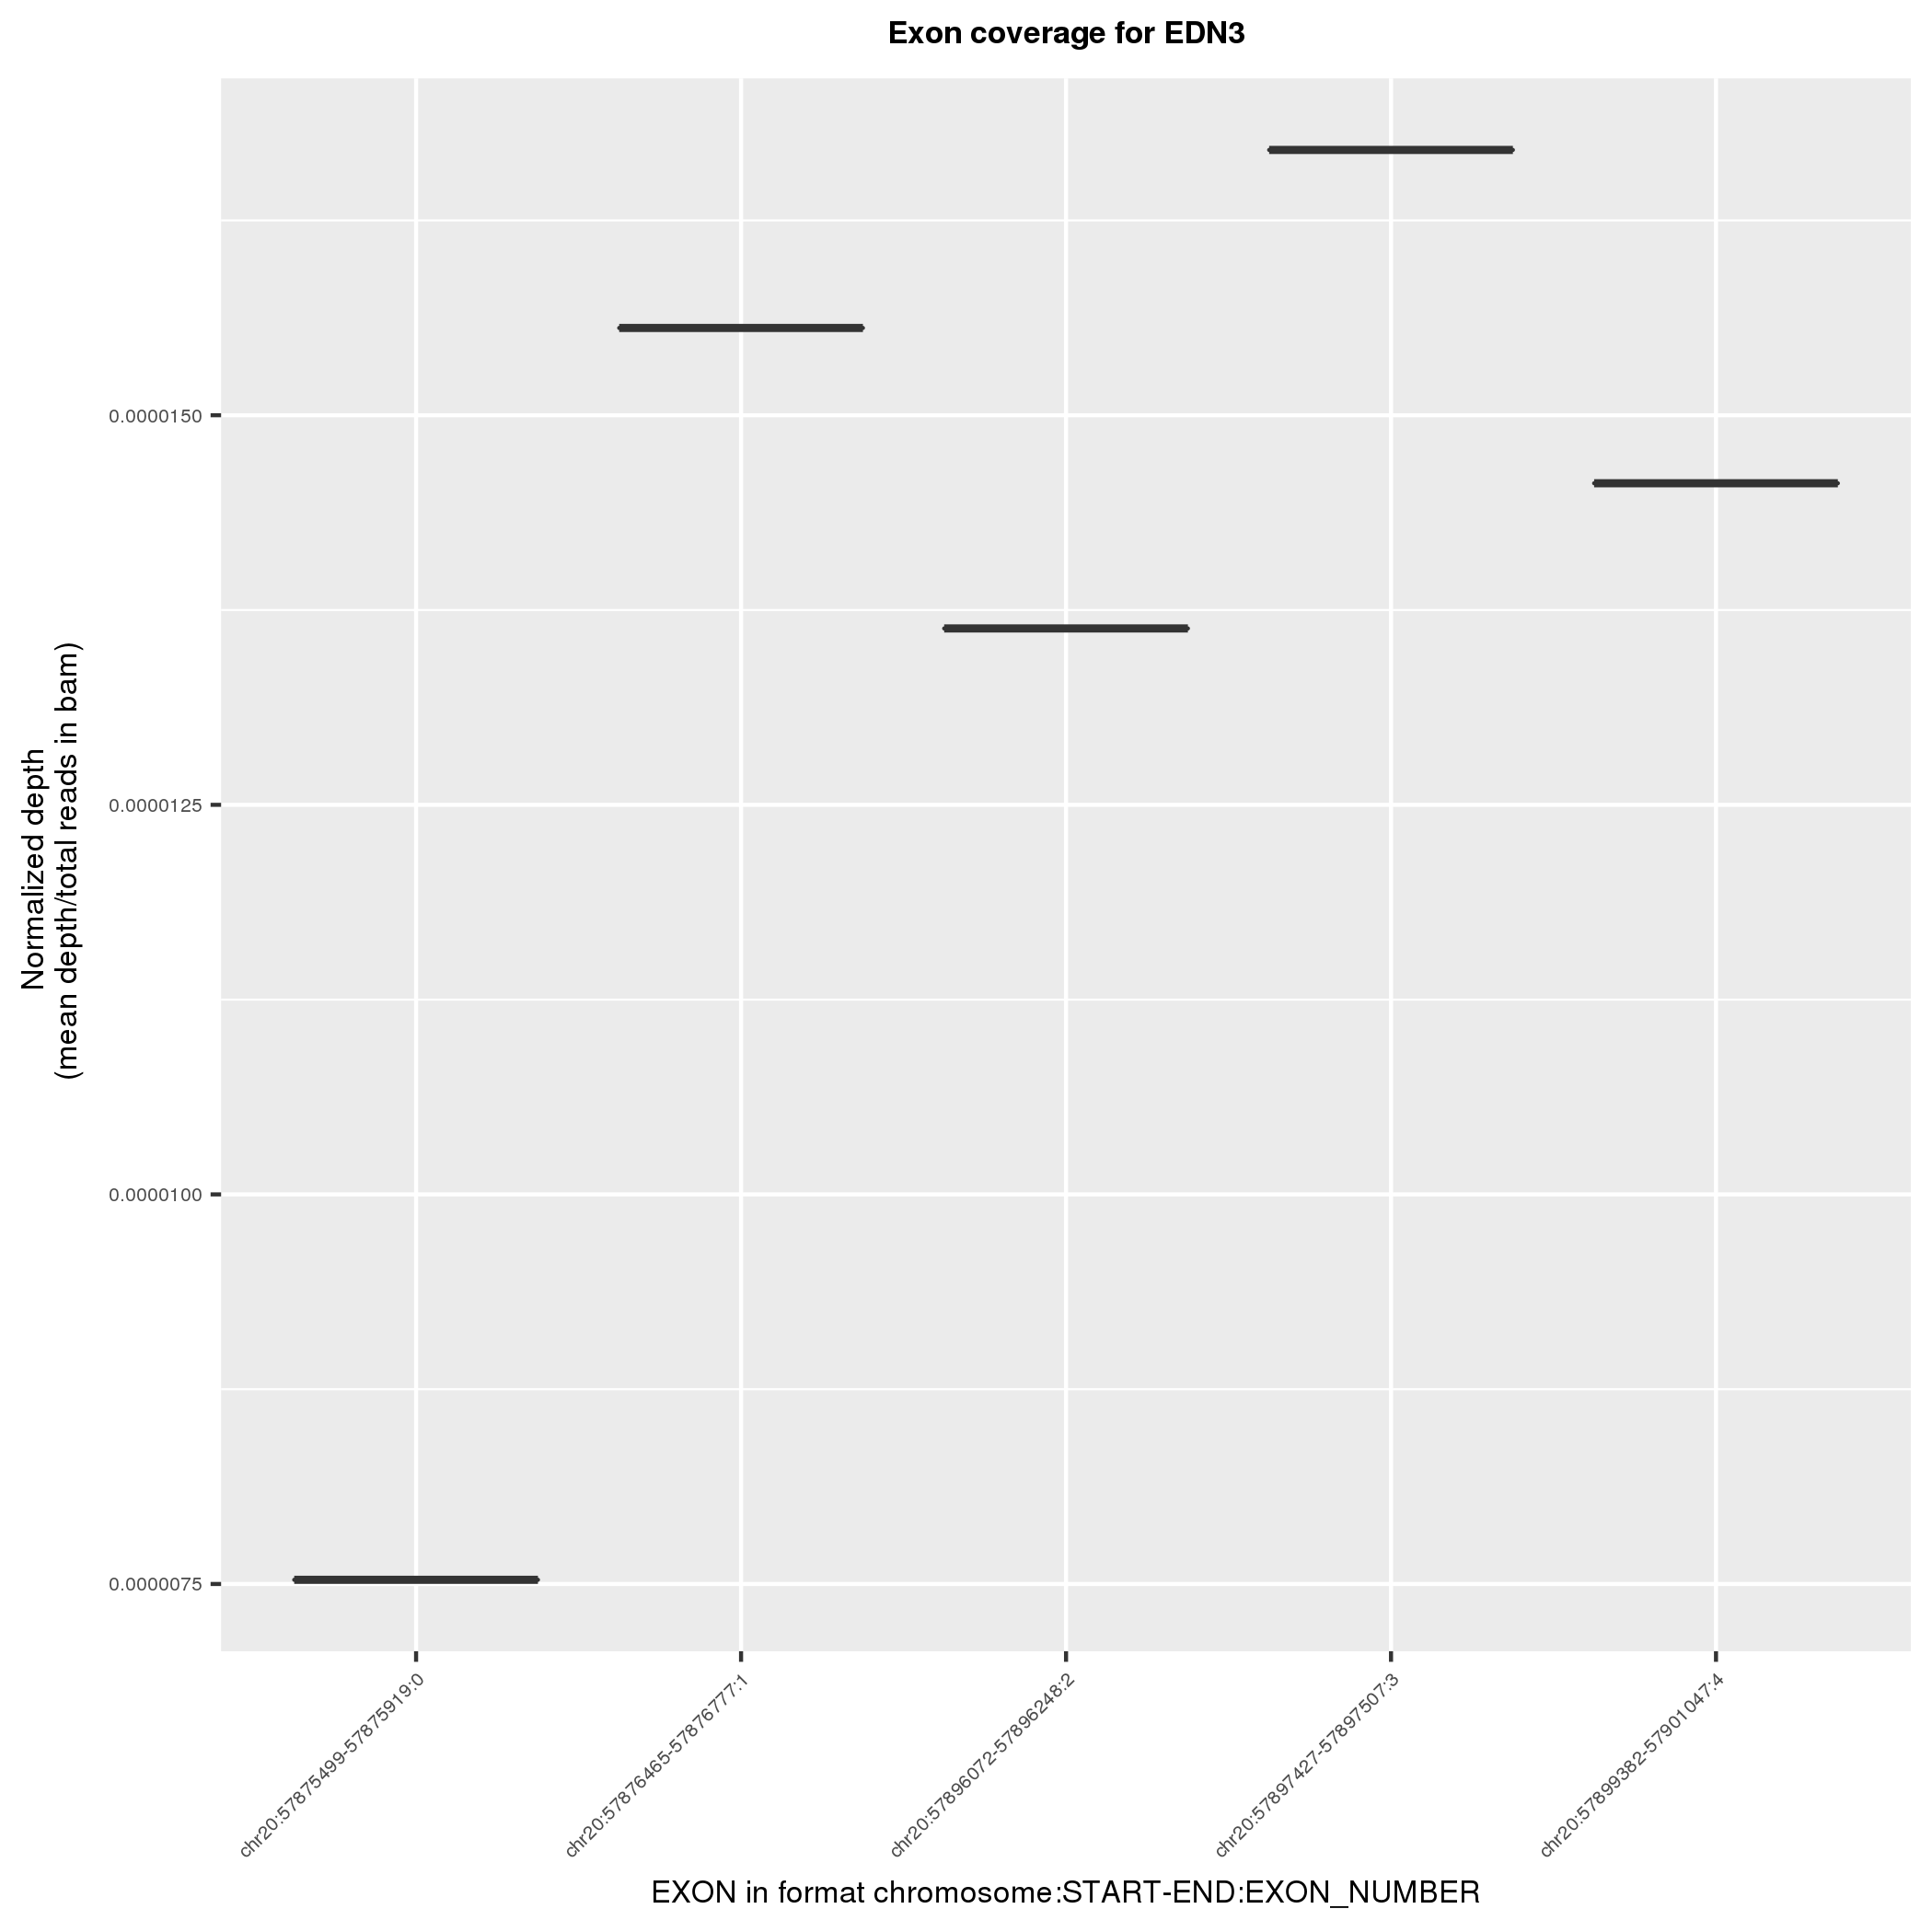 Exon coverage for EDN3
Normalized depth
(mean depth/total reads in bam)
0.0000150
0.0000125
0.0000100
0.0000075
chr20:57875499-57875919:0
chr20:57876465-57876777:1
chr20:57896072-57896248:2
chr20:57897427-57897507:3
chr20:57899382-57901047:4
EXON in format chromosome:START-END:EXON_NUMBER